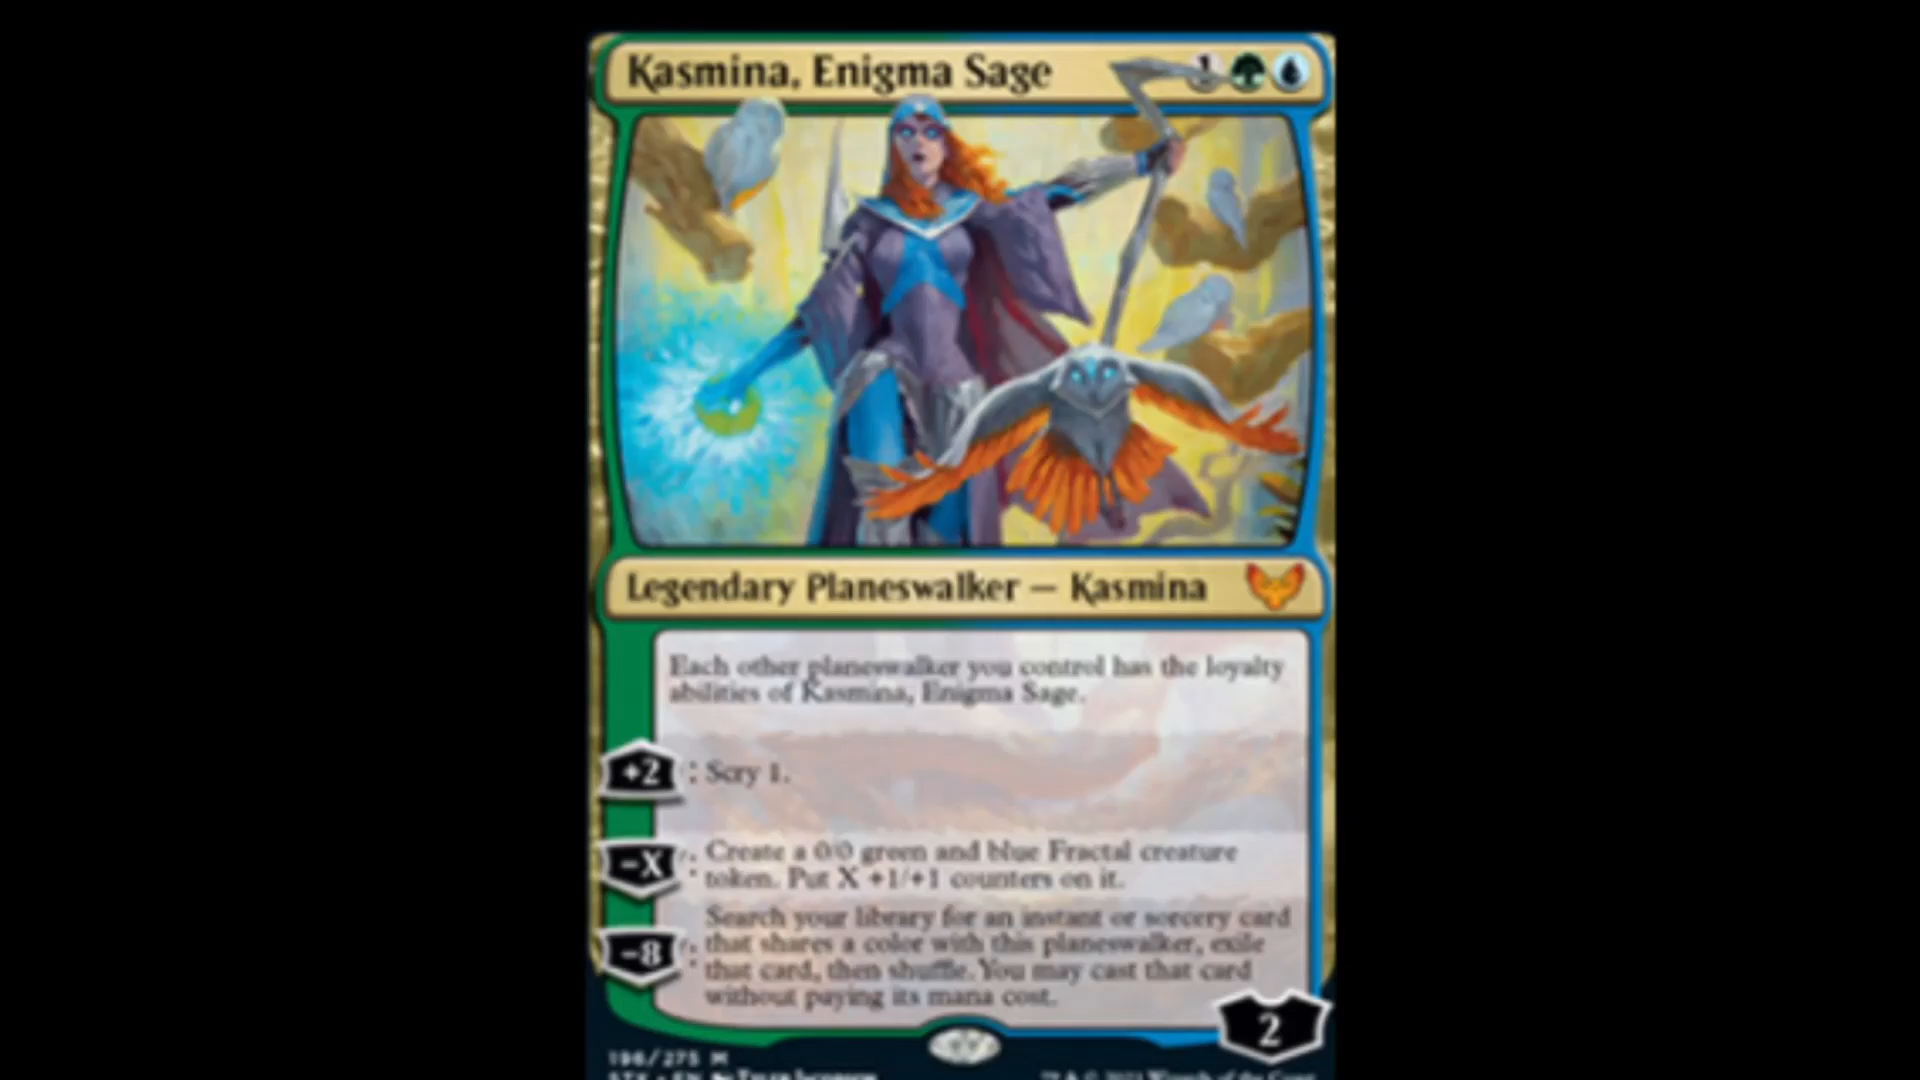 Kasmina, Enigma Sage 1
Legendary Planeswalker — Kasmina
Each other planeswalker you control has the loyalty
abilities of Kasmina, Enigma Sage.
+2 : Scry 1.
−X : Create a 0/0 green and blue Fractal creature
token. Put X +1/+1 counters on it.
−8 : Search your library for an instant or sorcery card
that shares a color with this planeswalker, exile
that card, then shuffle. You may cast that card
without paying its mana cost.
2
196/275 M